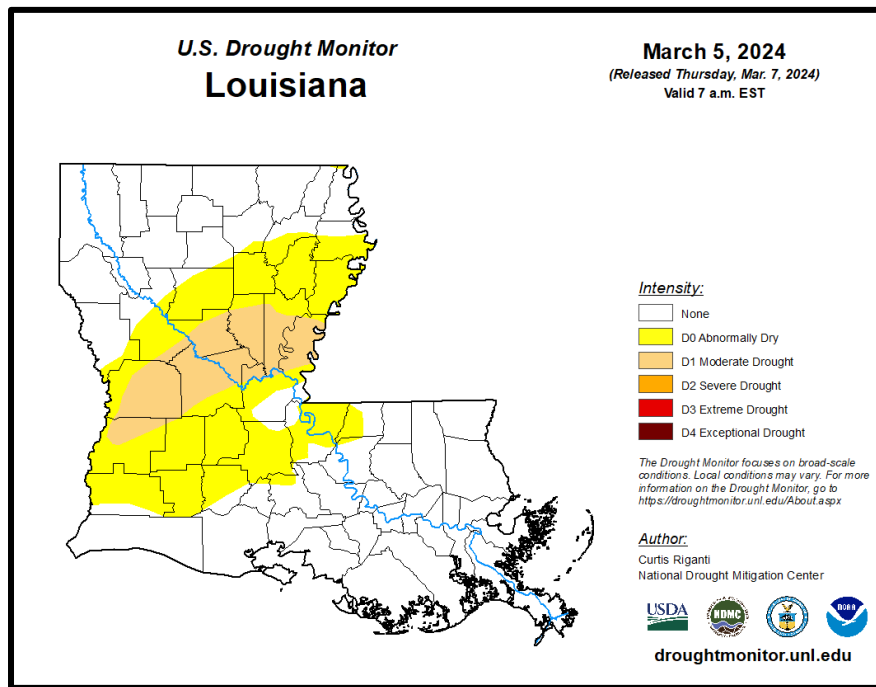 U.S. Drought Monitor
Louisiana
March 5, 2024
(Released Thursday, Mar. 7, 2024)
Valid 7 a.m. EST
Intensity:
None
D0 Abnormally Dry
D1 Moderate Drought
D2 Severe Drought
D3 Extreme Drought
D4 Exceptional Drought
The Drought Monitor focuses on broad-scale
conditions. Local conditions may vary. For more
information on the Drought Monitor, go to
https://droughtmonitor.unl.edu/About.aspx
Author:
Curtis Riganti
National Drought Mitigation Center
USDA
NDMC
NOAA
droughtmonitor.unl.edu